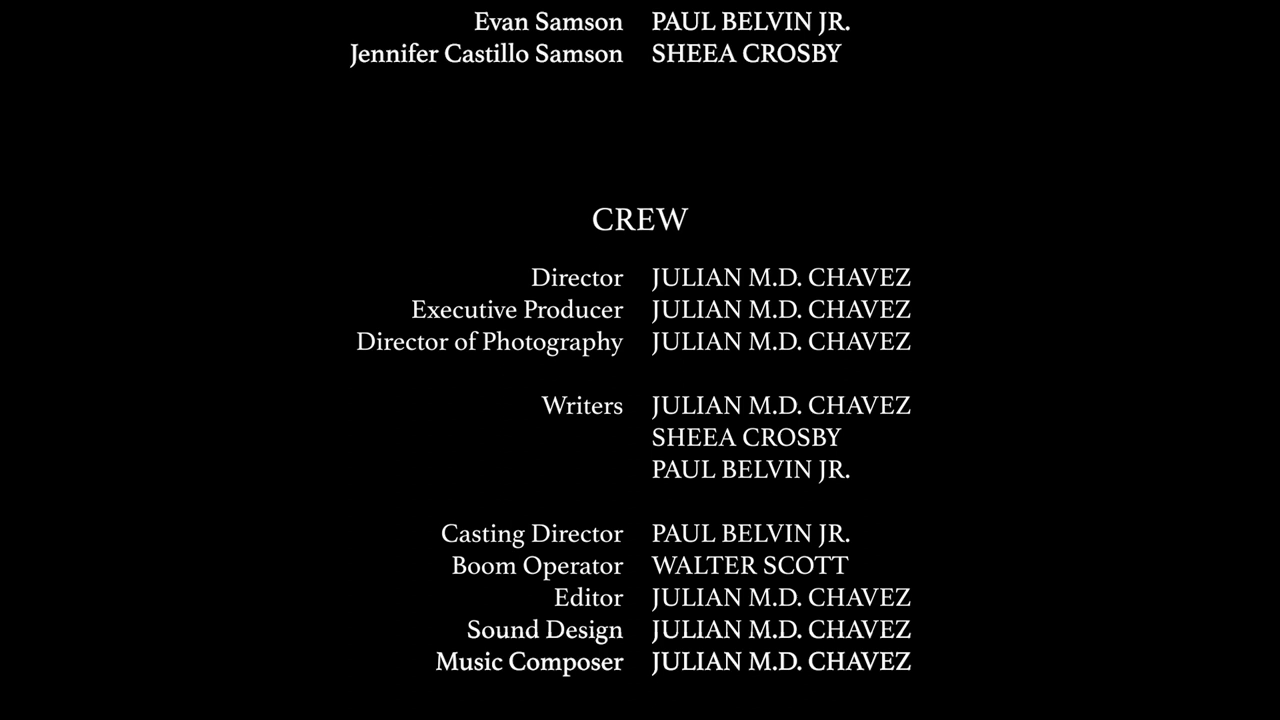 Evan Samson PAUL BELVIN JR.
Jennifer Castillo Samson SHEEA CROSBY
CREW
Director JULIAN M.D. CHAVEZ
Executive Producer JULIAN M.D. CHAVEZ
Director of Photography JULIAN M.D. CHAVEZ
Writers JULIAN M.D. CHAVEZ
SHEEA CROSBY
PAUL BELVIN JR.
Casting Director PAUL BELVIN JR.
Boom Operator WALTER SCOTT
Editor JULIAN M.D. CHAVEZ
Sound Design JULIAN M.D. CHAVEZ
Music Composer JULIAN M.D. CHAVEZ